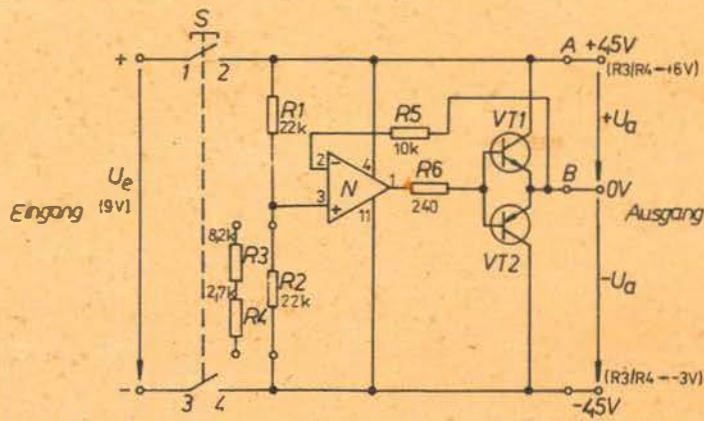 S
+
1 2
A +4,5V
(R3/R4 – +6V)
R1
22k
R5
10k
VT1
+Ua
Ue
Eingang (9V)
2 –
4
N
1
R6
240
3 +
11
B
0V
Ausgang
8,2k
R3
2,7k
R4
R2
22k
VT2
-Ua
-
3 4
(R3/R4 – -3V)
-4,5V